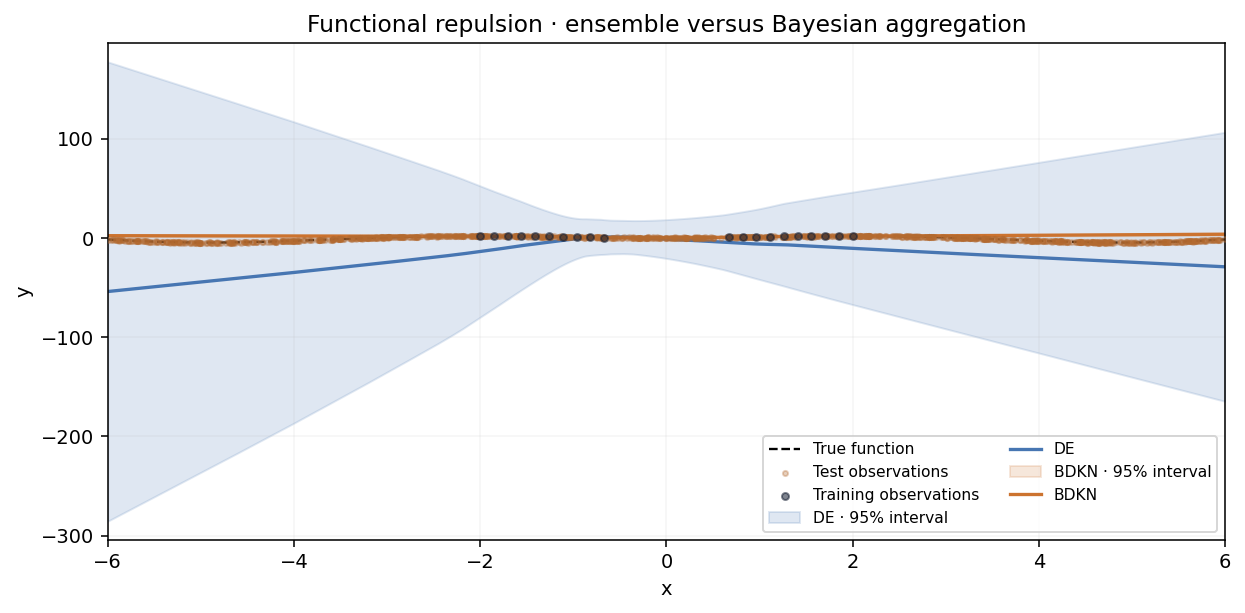 Functional repulsion · ensemble versus Bayesian aggregation
y
100
0
−100
−200
−300
−6
−4
−2
0
2
4
6
x
True function
Test observations
Training observations
DE · 95% interval
DE
BDKN · 95% interval
BDKN